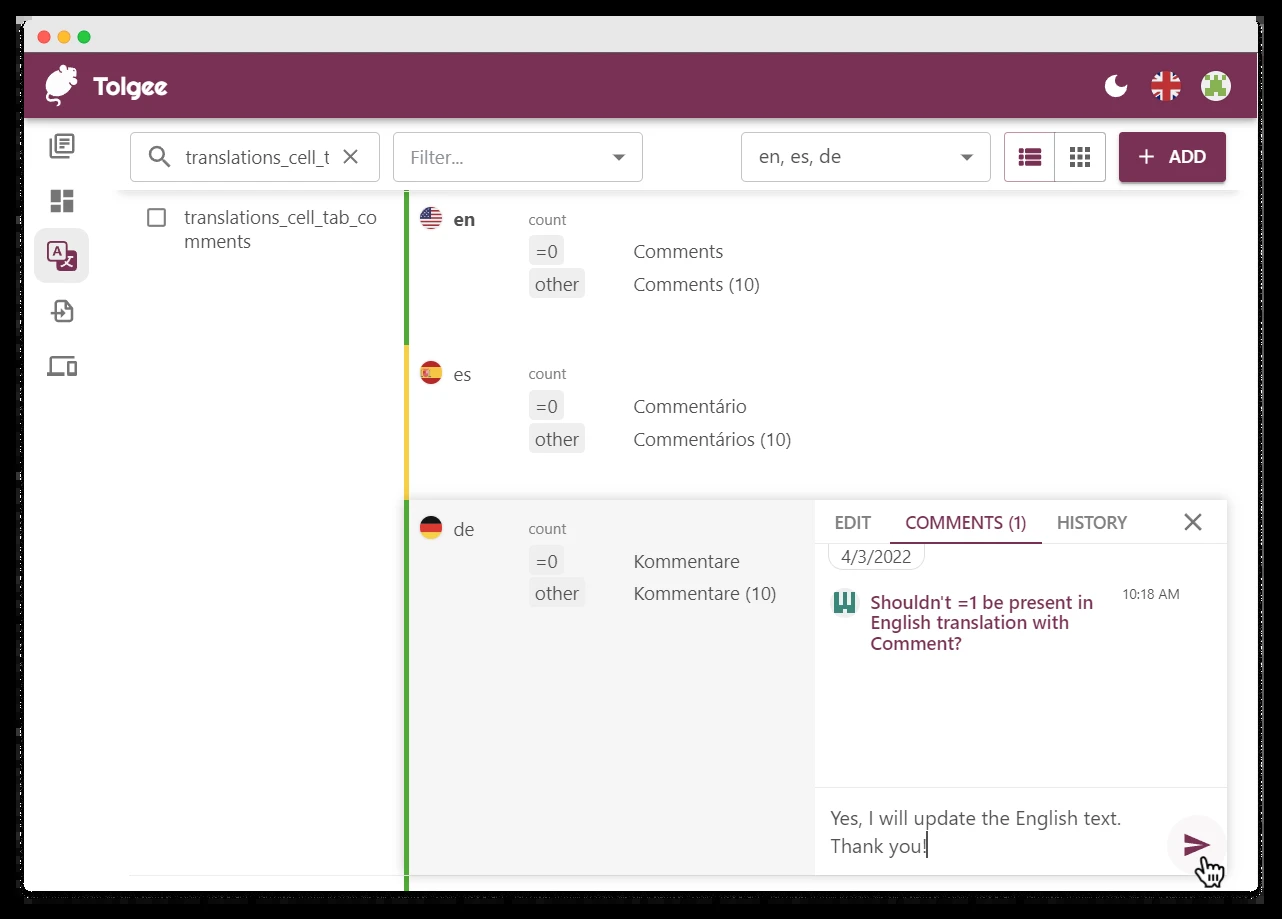 Tolgee
translations_cell_t
Filter...
en, es, de
ADD
translations_cell_tab_co
mments
en
count
=0
Comments
other
Comments (10)
es
count
=0
Commentário
other
Commentários (10)
de
count
=0
Kommentare
other
Kommentare (10)
EDIT
COMMENTS (1)
HISTORY
4/3/2022
Shouldn't =1 be present in
English translation with
Comment?
10:18 AM
Yes, I will update the English text.
Thank you!